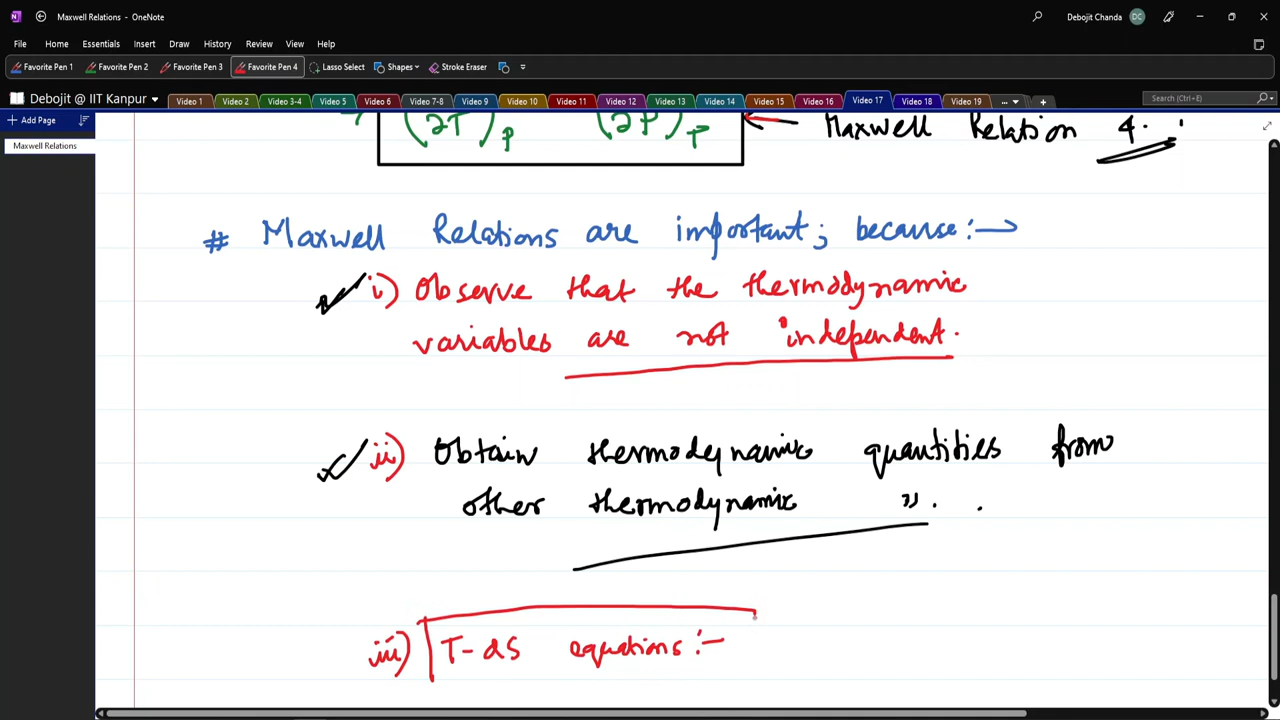 Maxwell Relations - OneNote
Debojit Chanda DC
File Home Essentials Insert Draw History Review View Help
Favorite Pen 1 Favorite Pen 2 Favorite Pen 3 Favorite Pen 4 Lasso Select Shapes Stroke Eraser
Debojit @ IIT Kanpur Video 1 Video 2 Video 3-4 Video 5 Video 6 Video 7-8 Video 9 Video 10 Video 11 Video 12 Video 13 Video 14 Video 15 Video 16 Video 17 Video 18 Video 19 ... Search (Ctrl+E)
Add Page
Maxwell Relations
(∂T)p (∂P)T Maxwell Relation 4.
# Maxwell Relations are important; because:→
i) Observe that the thermodynamic
variables are not independent.
ii) Obtain thermodynamic quantities from
other thermodynamic ".
iii) T-dS equations:-